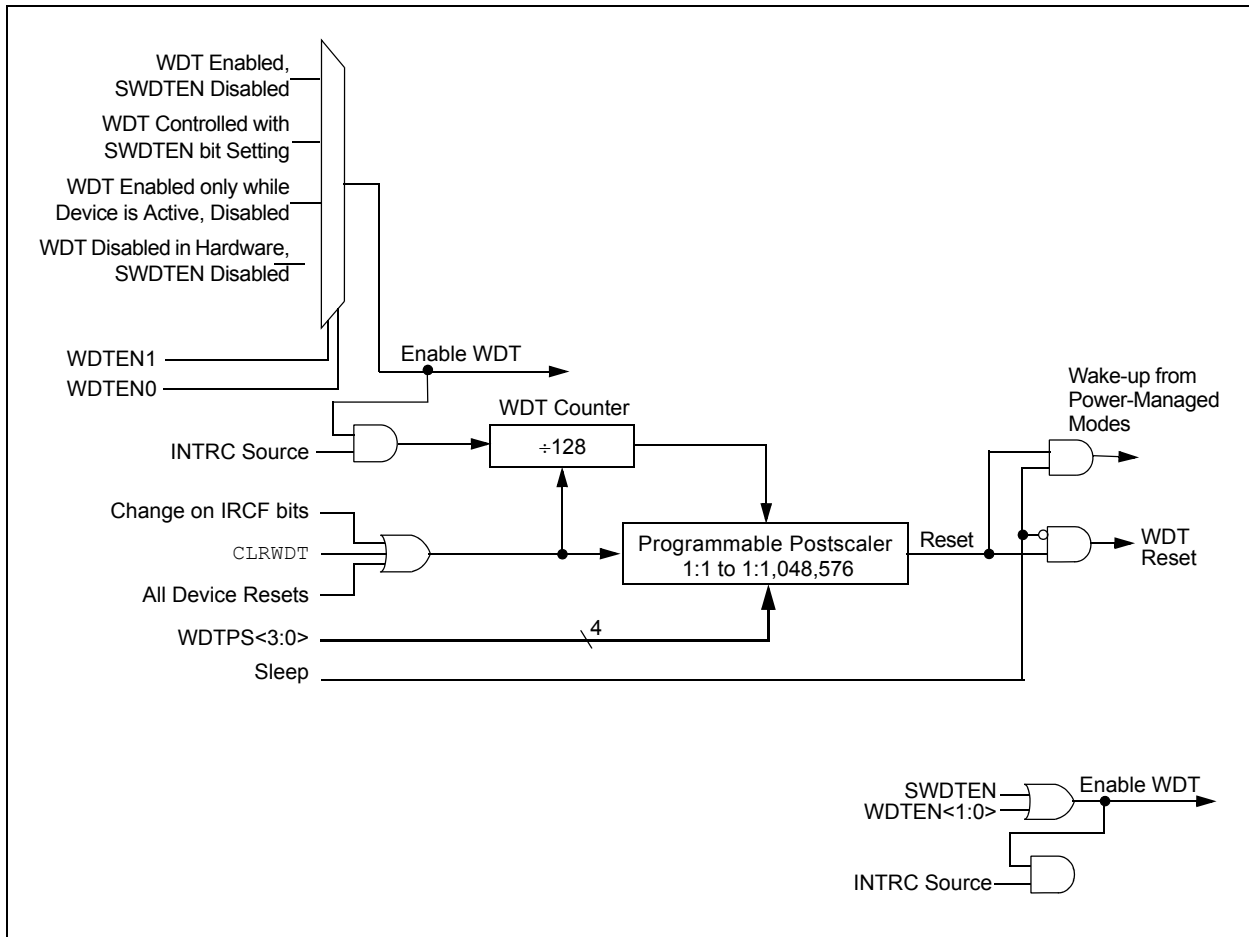 WDT Enabled,
SWDTEN Disabled
WDT Controlled with
SWDTEN bit Setting
WDT Enabled only while
Device is Active, Disabled
WDT Disabled in Hardware,
SWDTEN Disabled
WDTEN1
WDTEN0
Enable WDT
WDT Counter
÷128
INTRC Source
Wake-up from
Power-Managed
Modes
Change on IRCF bits
CLRWDT
All Device Resets
Programmable Postscaler
1:1 to 1:1,048,576
Reset
WDT
Reset
WDTPS<3:0>
4
Sleep
SWDTEN
WDTEN<1:0>
Enable WDT
INTRC Source